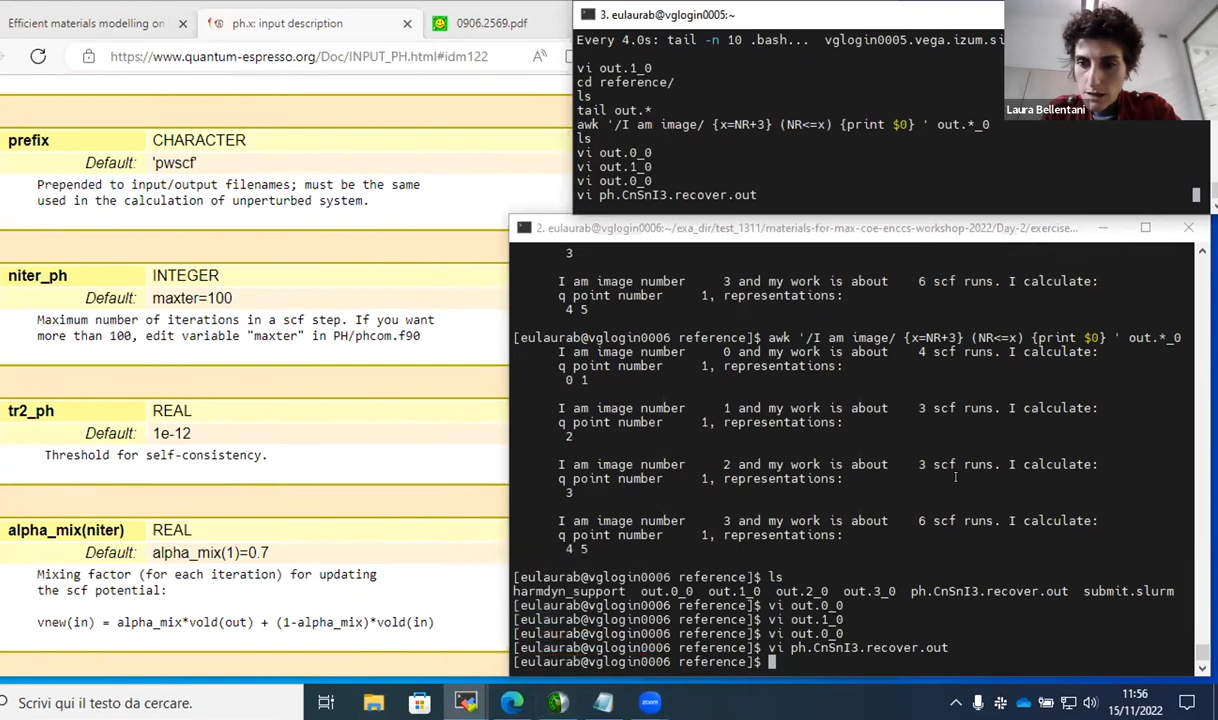 Efficient materials modelling on
ph.x: input description
0906.2569.pdf
https://www.quantum-espresso.org/Doc/INPUT_PH.html#idm122
prefix CHARACTER
Default: 'pwscf'
Prepended to input/output filenames; must be the same
used in the calculation of unperturbed system.
niter_ph INTEGER
Default: maxter=100
Maximum number of iterations in a scf step. If you want
more than 100, edit variable "maxter" in PH/phcom.f90
tr2_ph REAL
Default: 1e-12
Threshold for self-consistency.
alpha_mix(niter) REAL
Default: alpha_mix(1)=0.7
Mixing factor (for each iteration) for updating
the scf potential:
vnew(in) = alpha_mix*vold(out) + (1-alpha_mix)*vold(in)
3. eulaurab@vglogin0005:~
Every 4.0s: tail -n 10 .bash... vglogin0005.vega.izum.si
vi out.1_0
cd reference/
ls
tail out.*
awk '/I am image/ {x=NR+3} (NR<=x) {print $0} ' out.*_0
ls
vi out.0_0
vi out.1_0
vi out.0_0
vi ph.CnSnI3.recover.out
Laura Bellentani
2. eulaurab@vglogin0006:~/exa_dir/test_1311/materials-for-max-coe-enccs-workshop-2022/Day-2/exercise...
3
I am image number 3 and my work is about 6 scf runs. I calculate:
q point number 1, representations:
4 5
[eulaurab@vglogin0006 reference]$ awk '/I am image/ {x=NR+3} (NR<=x) {print $0} ' out.*_0
I am image number 0 and my work is about 4 scf runs. I calculate:
q point number 1, representations:
0 1
I am image number 1 and my work is about 3 scf runs. I calculate:
q point number 1, representations:
2
I am image number 2 and my work is about 3 scf runs. I calculate:
q point number 1, representations:
3
I am image number 3 and my work is about 6 scf runs. I calculate:
q point number 1, representations:
4 5
[eulaurab@vglogin0006 reference]$ ls
harmdyn_support out.0_0 out.1_0 out.2_0 out.3_0 ph.CnSnI3.recover.out submit.slurm
[eulaurab@vglogin0006 reference]$ vi out.0_0
[eulaurab@vglogin0006 reference]$ vi out.1_0
[eulaurab@vglogin0006 reference]$ vi out.0_0
[eulaurab@vglogin0006 reference]$ vi ph.CnSnI3.recover.out
[eulaurab@vglogin0006 reference]$
Scrivi qui il testo da cercare.
zoom
11:56
15/11/2022